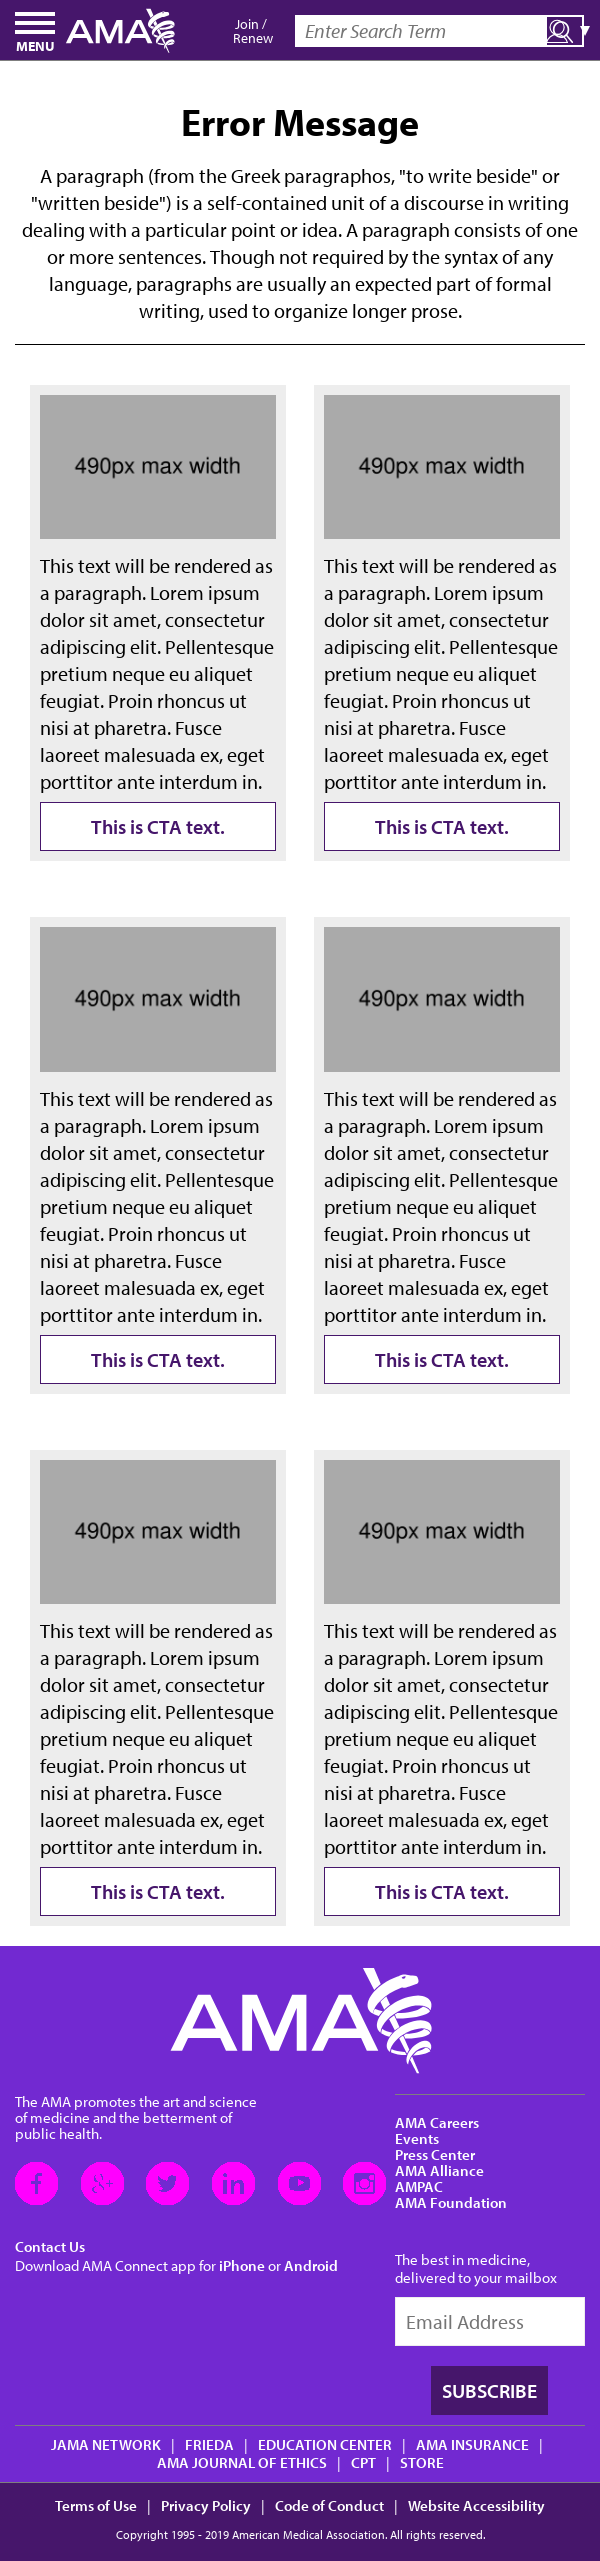 MENU
AMA
Join /
Renew
Enter Search Term
Error Message
A paragraph (from the Greek paragraphos, "to write beside" or
"written beside") is a self-contained unit of a discourse in writing
dealing with a particular point or idea. A paragraph consists of one
or more sentences. Though not required by the syntax of any
language, paragraphs are usually an expected part of formal
writing, used to organize longer prose.
490px max width
This text will be rendered as
a paragraph. Lorem ipsum
dolor sit amet, consectetur
adipiscing elit. Pellentesque
pretium neque eu aliquet
feugiat. Proin rhoncus ut
nisi at pharetra. Fusce
laoreet malesuada ex, eget
porttitor ante interdum in.
This is CTA text.
490px max width
This text will be rendered as
a paragraph. Lorem ipsum
dolor sit amet, consectetur
adipiscing elit. Pellentesque
pretium neque eu aliquet
feugiat. Proin rhoncus ut
nisi at pharetra. Fusce
laoreet malesuada ex, eget
porttitor ante interdum in.
This is CTA text.
490px max width
This text will be rendered as
a paragraph. Lorem ipsum
dolor sit amet, consectetur
adipiscing elit. Pellentesque
pretium neque eu aliquet
feugiat. Proin rhoncus ut
nisi at pharetra. Fusce
laoreet malesuada ex, eget
porttitor ante interdum in.
This is CTA text.
490px max width
This text will be rendered as
a paragraph. Lorem ipsum
dolor sit amet, consectetur
adipiscing elit. Pellentesque
pretium neque eu aliquet
feugiat. Proin rhoncus ut
nisi at pharetra. Fusce
laoreet malesuada ex, eget
porttitor ante interdum in.
This is CTA text.
490px max width
This text will be rendered as
a paragraph. Lorem ipsum
dolor sit amet, consectetur
adipiscing elit. Pellentesque
pretium neque eu aliquet
feugiat. Proin rhoncus ut
nisi at pharetra. Fusce
laoreet malesuada ex, eget
porttitor ante interdum in.
This is CTA text.
490px max width
This text will be rendered as
a paragraph. Lorem ipsum
dolor sit amet, consectetur
adipiscing elit. Pellentesque
pretium neque eu aliquet
feugiat. Proin rhoncus ut
nisi at pharetra. Fusce
laoreet malesuada ex, eget
porttitor ante interdum in.
This is CTA text.
AMA
The AMA promotes the art and science
of medicine and the betterment of
public health.
Contact Us
Download AMA Connect app for iPhone or Android
AMA Careers
Events
Press Center
AMA Alliance
AMPAC
AMA Foundation
The best in medicine,
delivered to your mailbox
Email Address
SUBSCRIBE
JAMA NETWORK | FRIEDA | EDUCATION CENTER | AMA INSURANCE |
AMA JOURNAL OF ETHICS | CPT | STORE
Terms of Use | Privacy Policy | Code of Conduct | Website Accessibility
Copyright 1995 - 2019 American Medical Association. All rights reserved.